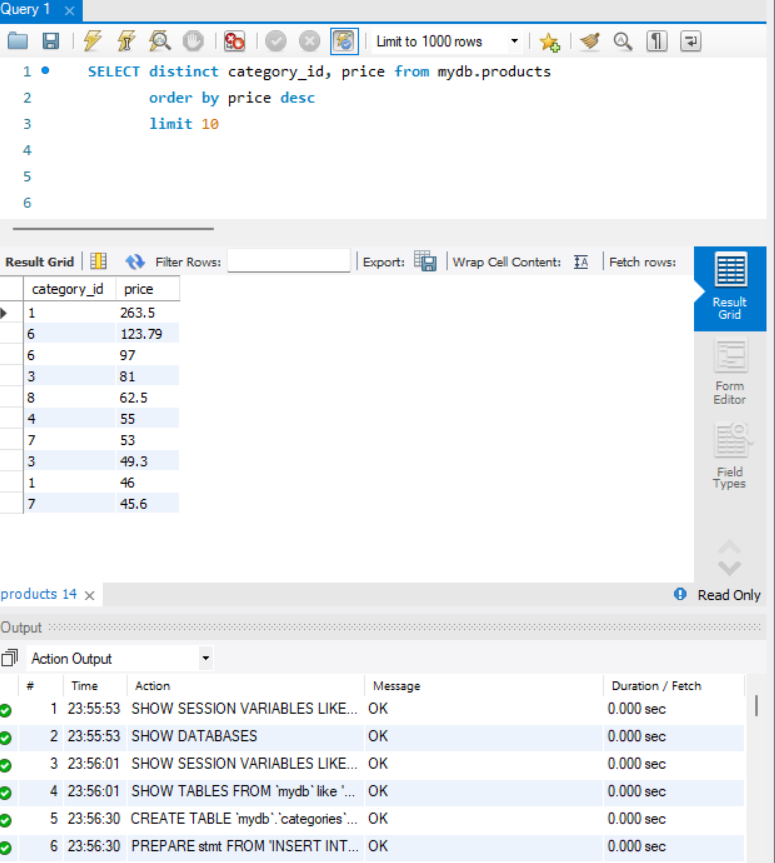 Query 1
Limit to 1000 rows
1 SELECT distinct category_id, price from mydb.products
2 order by price desc
3 limit 10
4
5
6
Result Grid Filter Rows: Export: Wrap Cell Content: Fetch rows:
category_id price
1 263.5
6 123.79
6 97
3 81
8 62.5
4 55
7 53
3 49.3
1 46
7 45.6
Result
Grid
Form
Editor
Field
Types
products 14 Read Only
Output
Action Output
# Time Action Message Duration / Fetch
1 23:55:53 SHOW SESSION VARIABLES LIKE... OK 0.000 sec
2 23:55:53 SHOW DATABASES OK 0.000 sec
3 23:56:01 SHOW SESSION VARIABLES LIKE... OK 0.000 sec
4 23:56:01 SHOW TABLES FROM `mydb` like '... OK 0.000 sec
5 23:56:30 CREATE TABLE `mydb`.`categories`... OK 0.000 sec
6 23:56:30 PREPARE stmt FROM 'INSERT INT... OK 0.000 sec